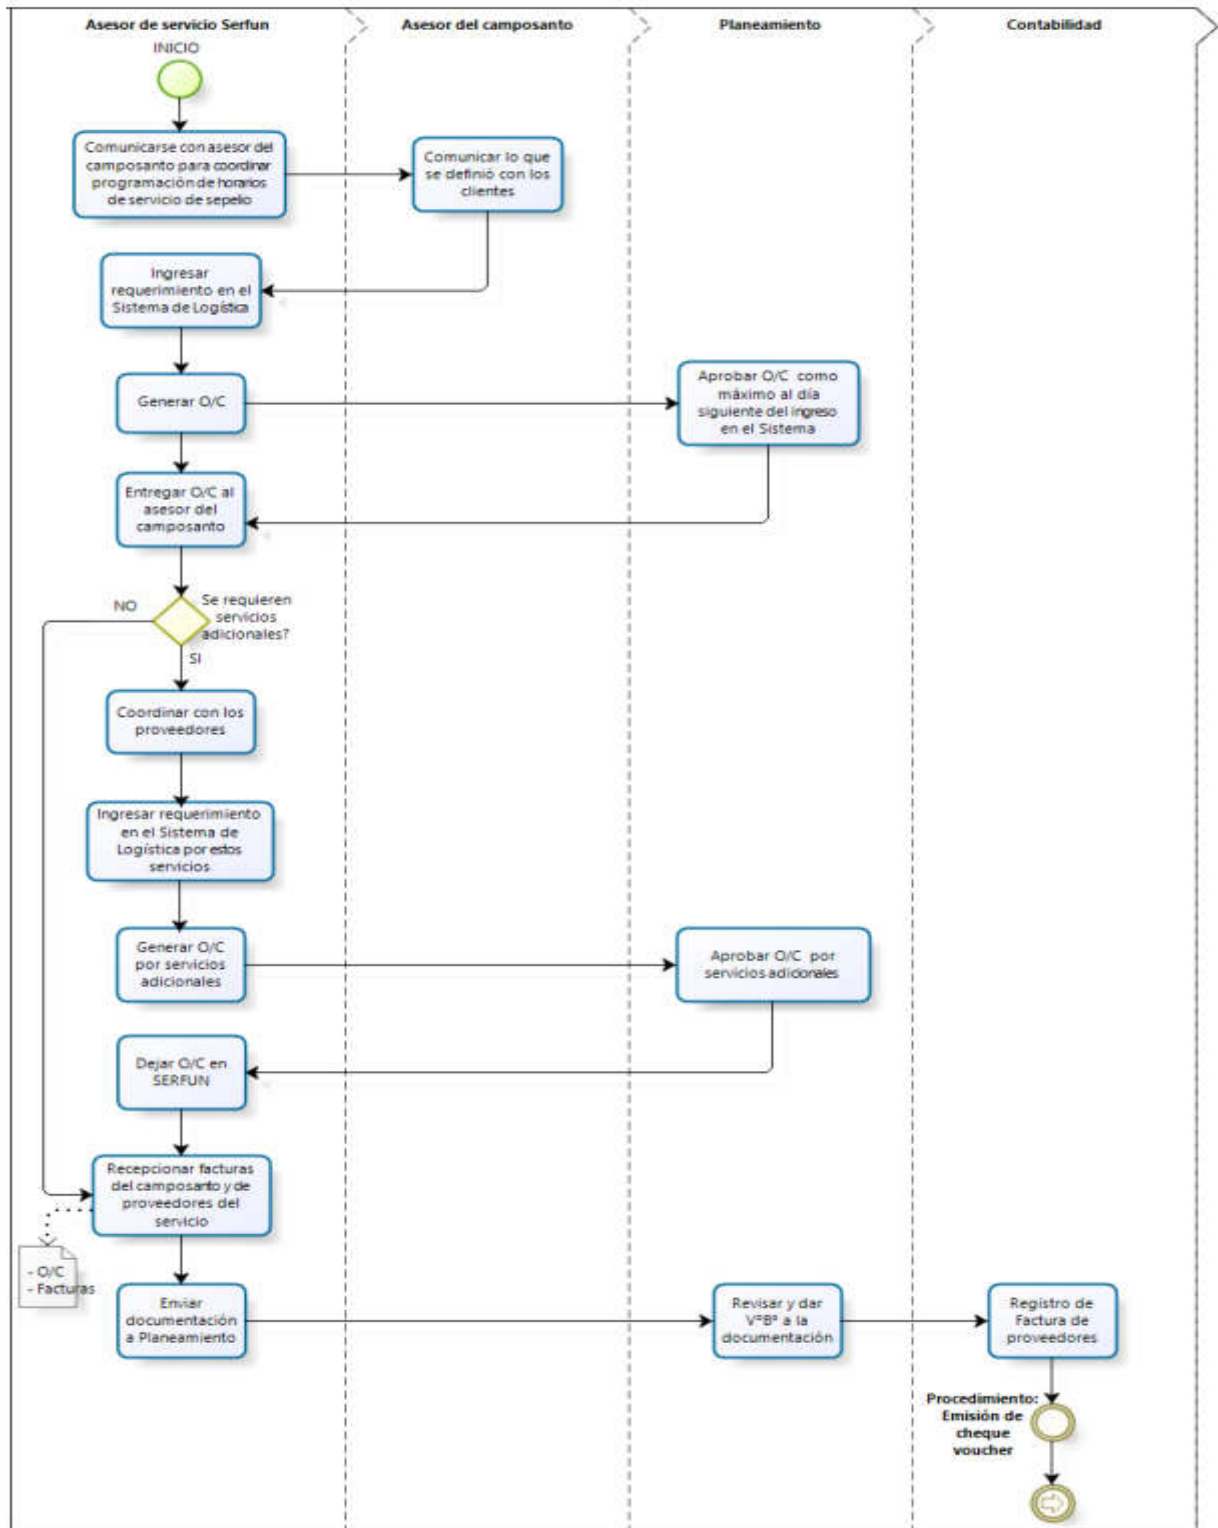 Asesor de servicio Serfun
Asesor del camposanto
Planeamiento
Contabilidad
INICIO
Comunicarse con asesor del
camposanto para coordinar
programación de horarios
de servicio de sepelio
Comunicar lo que
se definió con los
clientes
Ingresar
requerimiento en el
Sistema de Logística
Generar O/C
Aprobar O/C como
máximo al día
siguiente del ingreso
en el Sistema
Entregar O/C al
asesor del
camposanto
NO
Se requieren
servicios
adicionales?
SI
Coordinar con los
proveedores
Ingresar requerimiento
en el Sistema de
Logística por estos
servicios
Generar O/C
por servicios
adicionales
Aprobar O/C por
servicios adicionales
Dejar O/C en
SERFUN
Recepcionar facturas
del camposanto y de
proveedores del
servicio
- O/C
- Facturas
Enviar
documentación
a Planeamiento
Revisar y dar
V°B° a la
documentación
Registro de
Factura de
proveedores
Procedimiento:
Emisión de
cheque
voucher